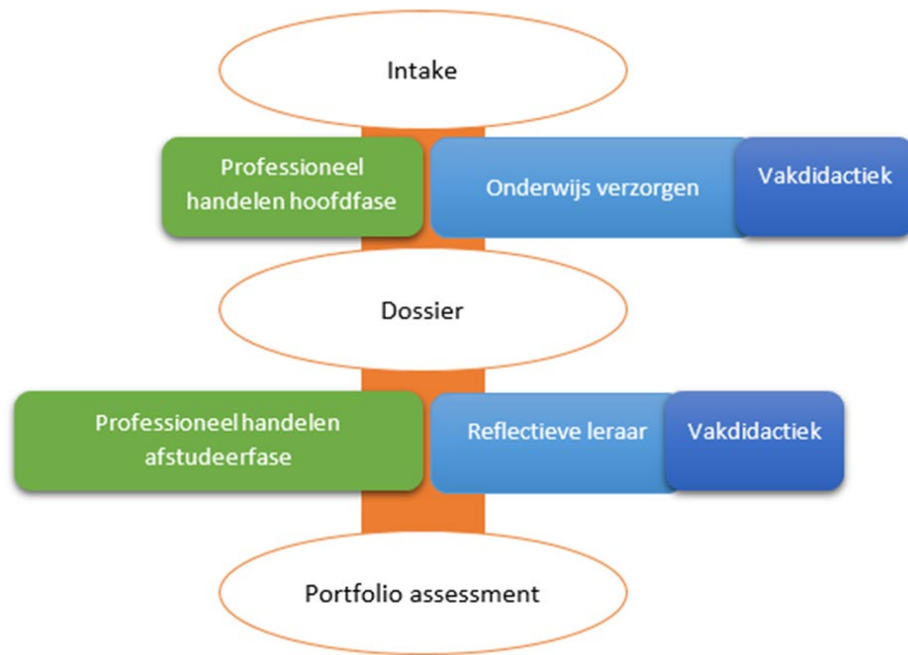 Intake
Professioneel
handelen hoofdfase
Onderwijs verzorgen
Vakdidactiek
Dossier
Professioneel handelen
afstudeerfase
Reflectieve leraar
Vakdidactiek
Portfolio assessment